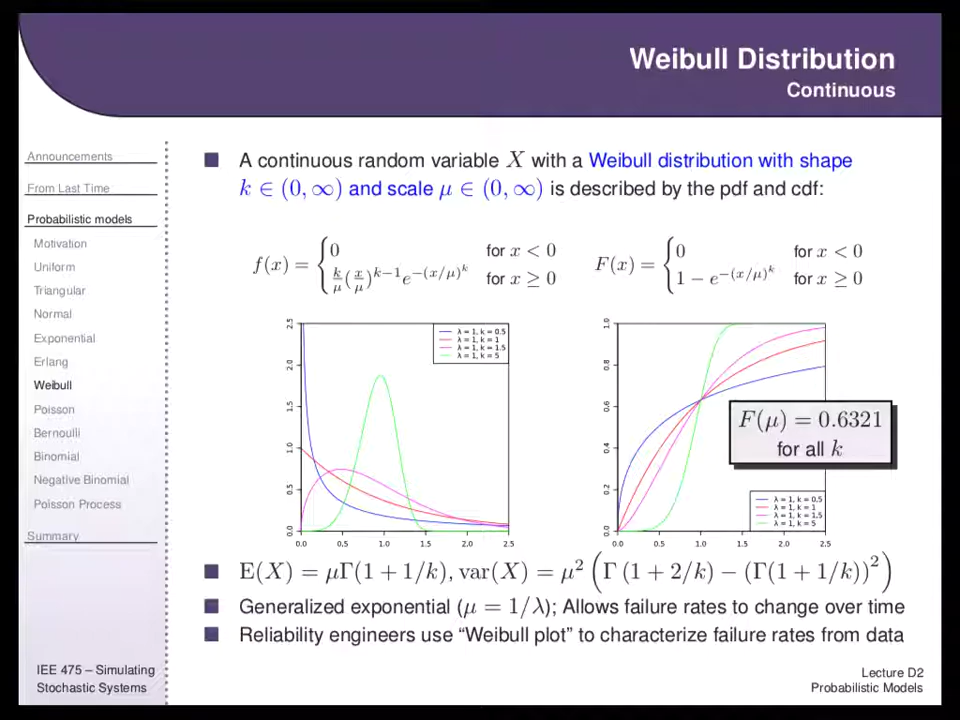 Weibull Distribution
Continuous
Announcements
From Last Time
Probabilistic models
Motivation
Uniform
Triangular
Normal
Exponential
Erlang
Weibull
Poisson
Bernoulli
Binomial
Negative Binomial
Poisson Process
Summary
IEE 475 – Simulating
Stochastic Systems
A continuous random variable X with a Weibull distribution with shape
k ∈ (0, ∞) and scale μ ∈ (0, ∞) is described by the pdf and cdf:
f(x) = {0 for x < 0
k/μ (x/μ)^{k−1} e^{−(x/μ)^k} for x ≥ 0
F(x) = {0 for x < 0
1 − e^{−(x/μ)^k} for x ≥ 0
2.5
2.0
1.5
1.0
0.5
0.0
0.0 0.5 1.0 1.5 2.0 2.5
λ = 1, k = 0.5
λ = 1, k = 1
λ = 1, k = 1.5
λ = 1, k = 5
1.0
0.8
0.6
0.4
0.2
0.0
0.0 0.5 1.0 1.5 2.0 2.5
F(μ) = 0.6321
for all k
λ = 1, k = 0.5
λ = 1, k = 1
λ = 1, k = 1.5
λ = 1, k = 5
E(X) = μΓ(1 + 1/k), var(X) = μ² (Γ (1 + 2/k) − (Γ(1 + 1/k))²)
Generalized exponential (μ = 1/λ); Allows failure rates to change over time
Reliability engineers use “Weibull plot” to characterize failure rates from data
Lecture D2
Probabilistic Models